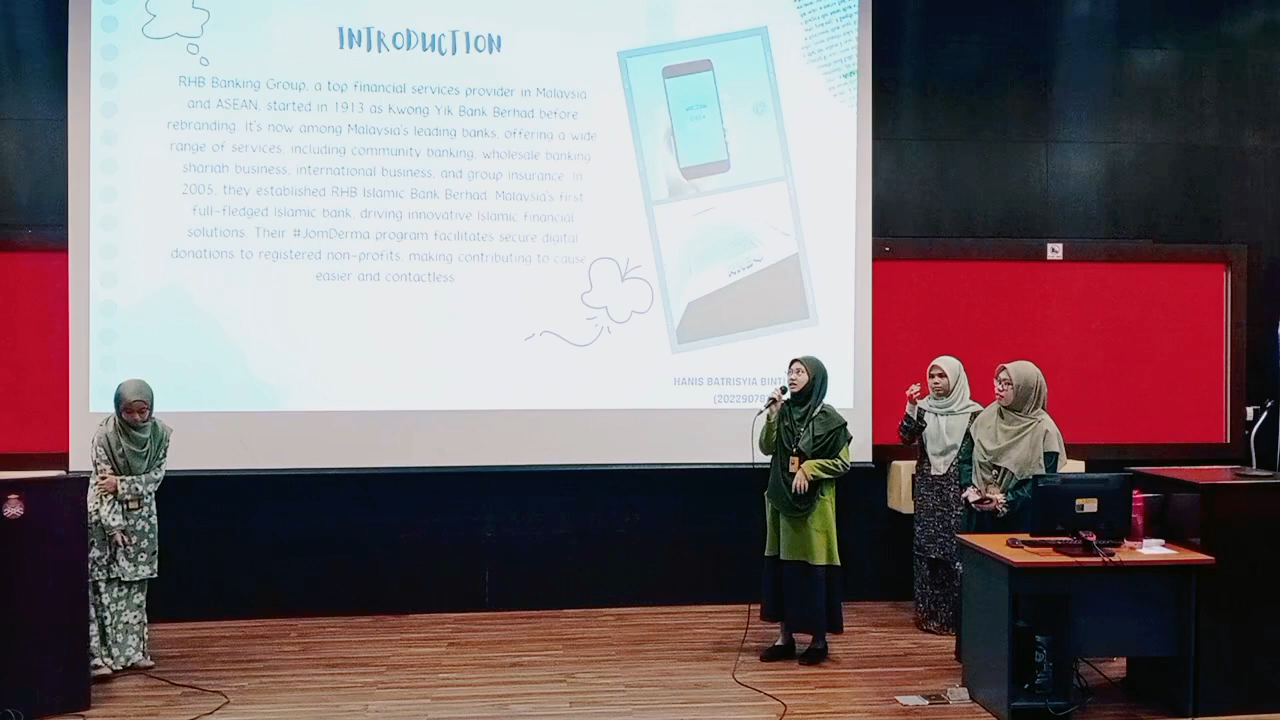 INTRODUCTION
RHB Banking Group, a top financial services provider in Malaysia
and ASEAN, started in 1913 as Kwong Yik Bank Berhad before
rebranding. It's now among Malaysia's leading banks, offering a wide
range of services, including community banking, wholesale banking
shariah business, international business, and group insurance. In
2005, they established RHB Islamic Bank Berhad, Malaysia's first
full-fledged Islamic bank, driving innovative Islamic financial
solutions. Their #JomDerma program facilitates secure digital
donations to registered non-profits, making contributing to cause
easier and contactless
HANIS BATRISYIA BINTI
(20229078